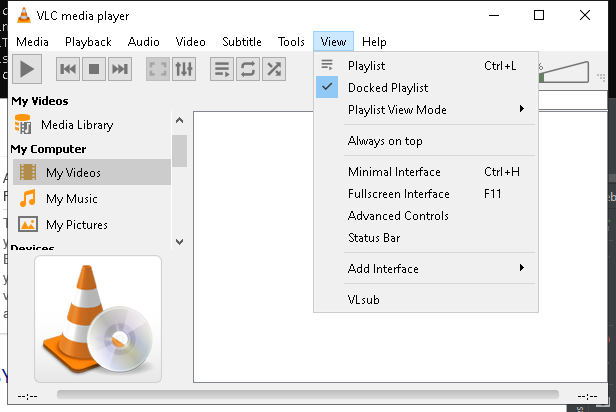 VLC media player
Media Playback Audio Video Subtitle Tools View Help
Playlist Ctrl+L
Docked Playlist
Playlist View Mode
Always on top
Minimal Interface Ctrl+H
Fullscreen Interface F11
Advanced Controls
Status Bar
Add Interface
VLsub
%
My Videos
Media Library
My Computer
My Videos
My Music
My Pictures
Devices
--:-- --:--